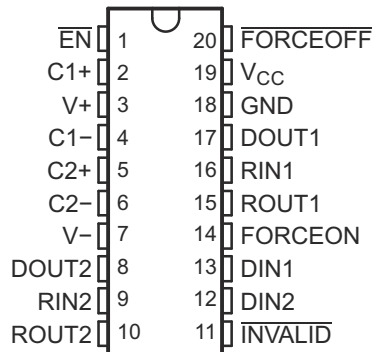 EN 1 20 FORCEOFF
C1+ 2 19 VCC
V+ 3 18 GND
C1− 4 17 DOUT1
C2+ 5 16 RIN1
C2− 6 15 ROUT1
V− 7 14 FORCEON
DOUT2 8 13 DIN1
RIN2 9 12 DIN2
ROUT2 10 11 INVALID